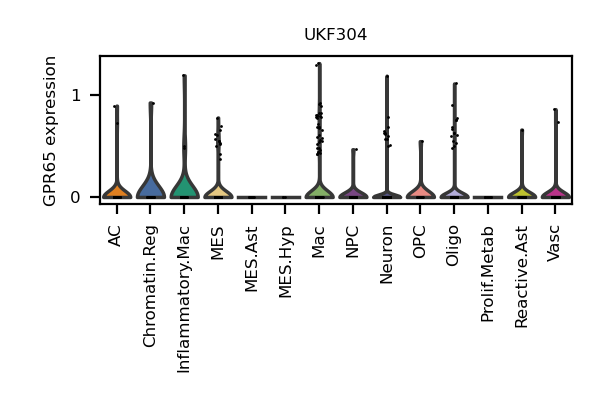 UKF304
GPR65 expression
1
0
AC
Chromatin.Reg
Inflammatory.Mac
MES
MES.Ast
MES.Hyp
Mac
NPC
Neuron
OPC
Oligo
Prolif.Metab
Reactive.Ast
Vasc